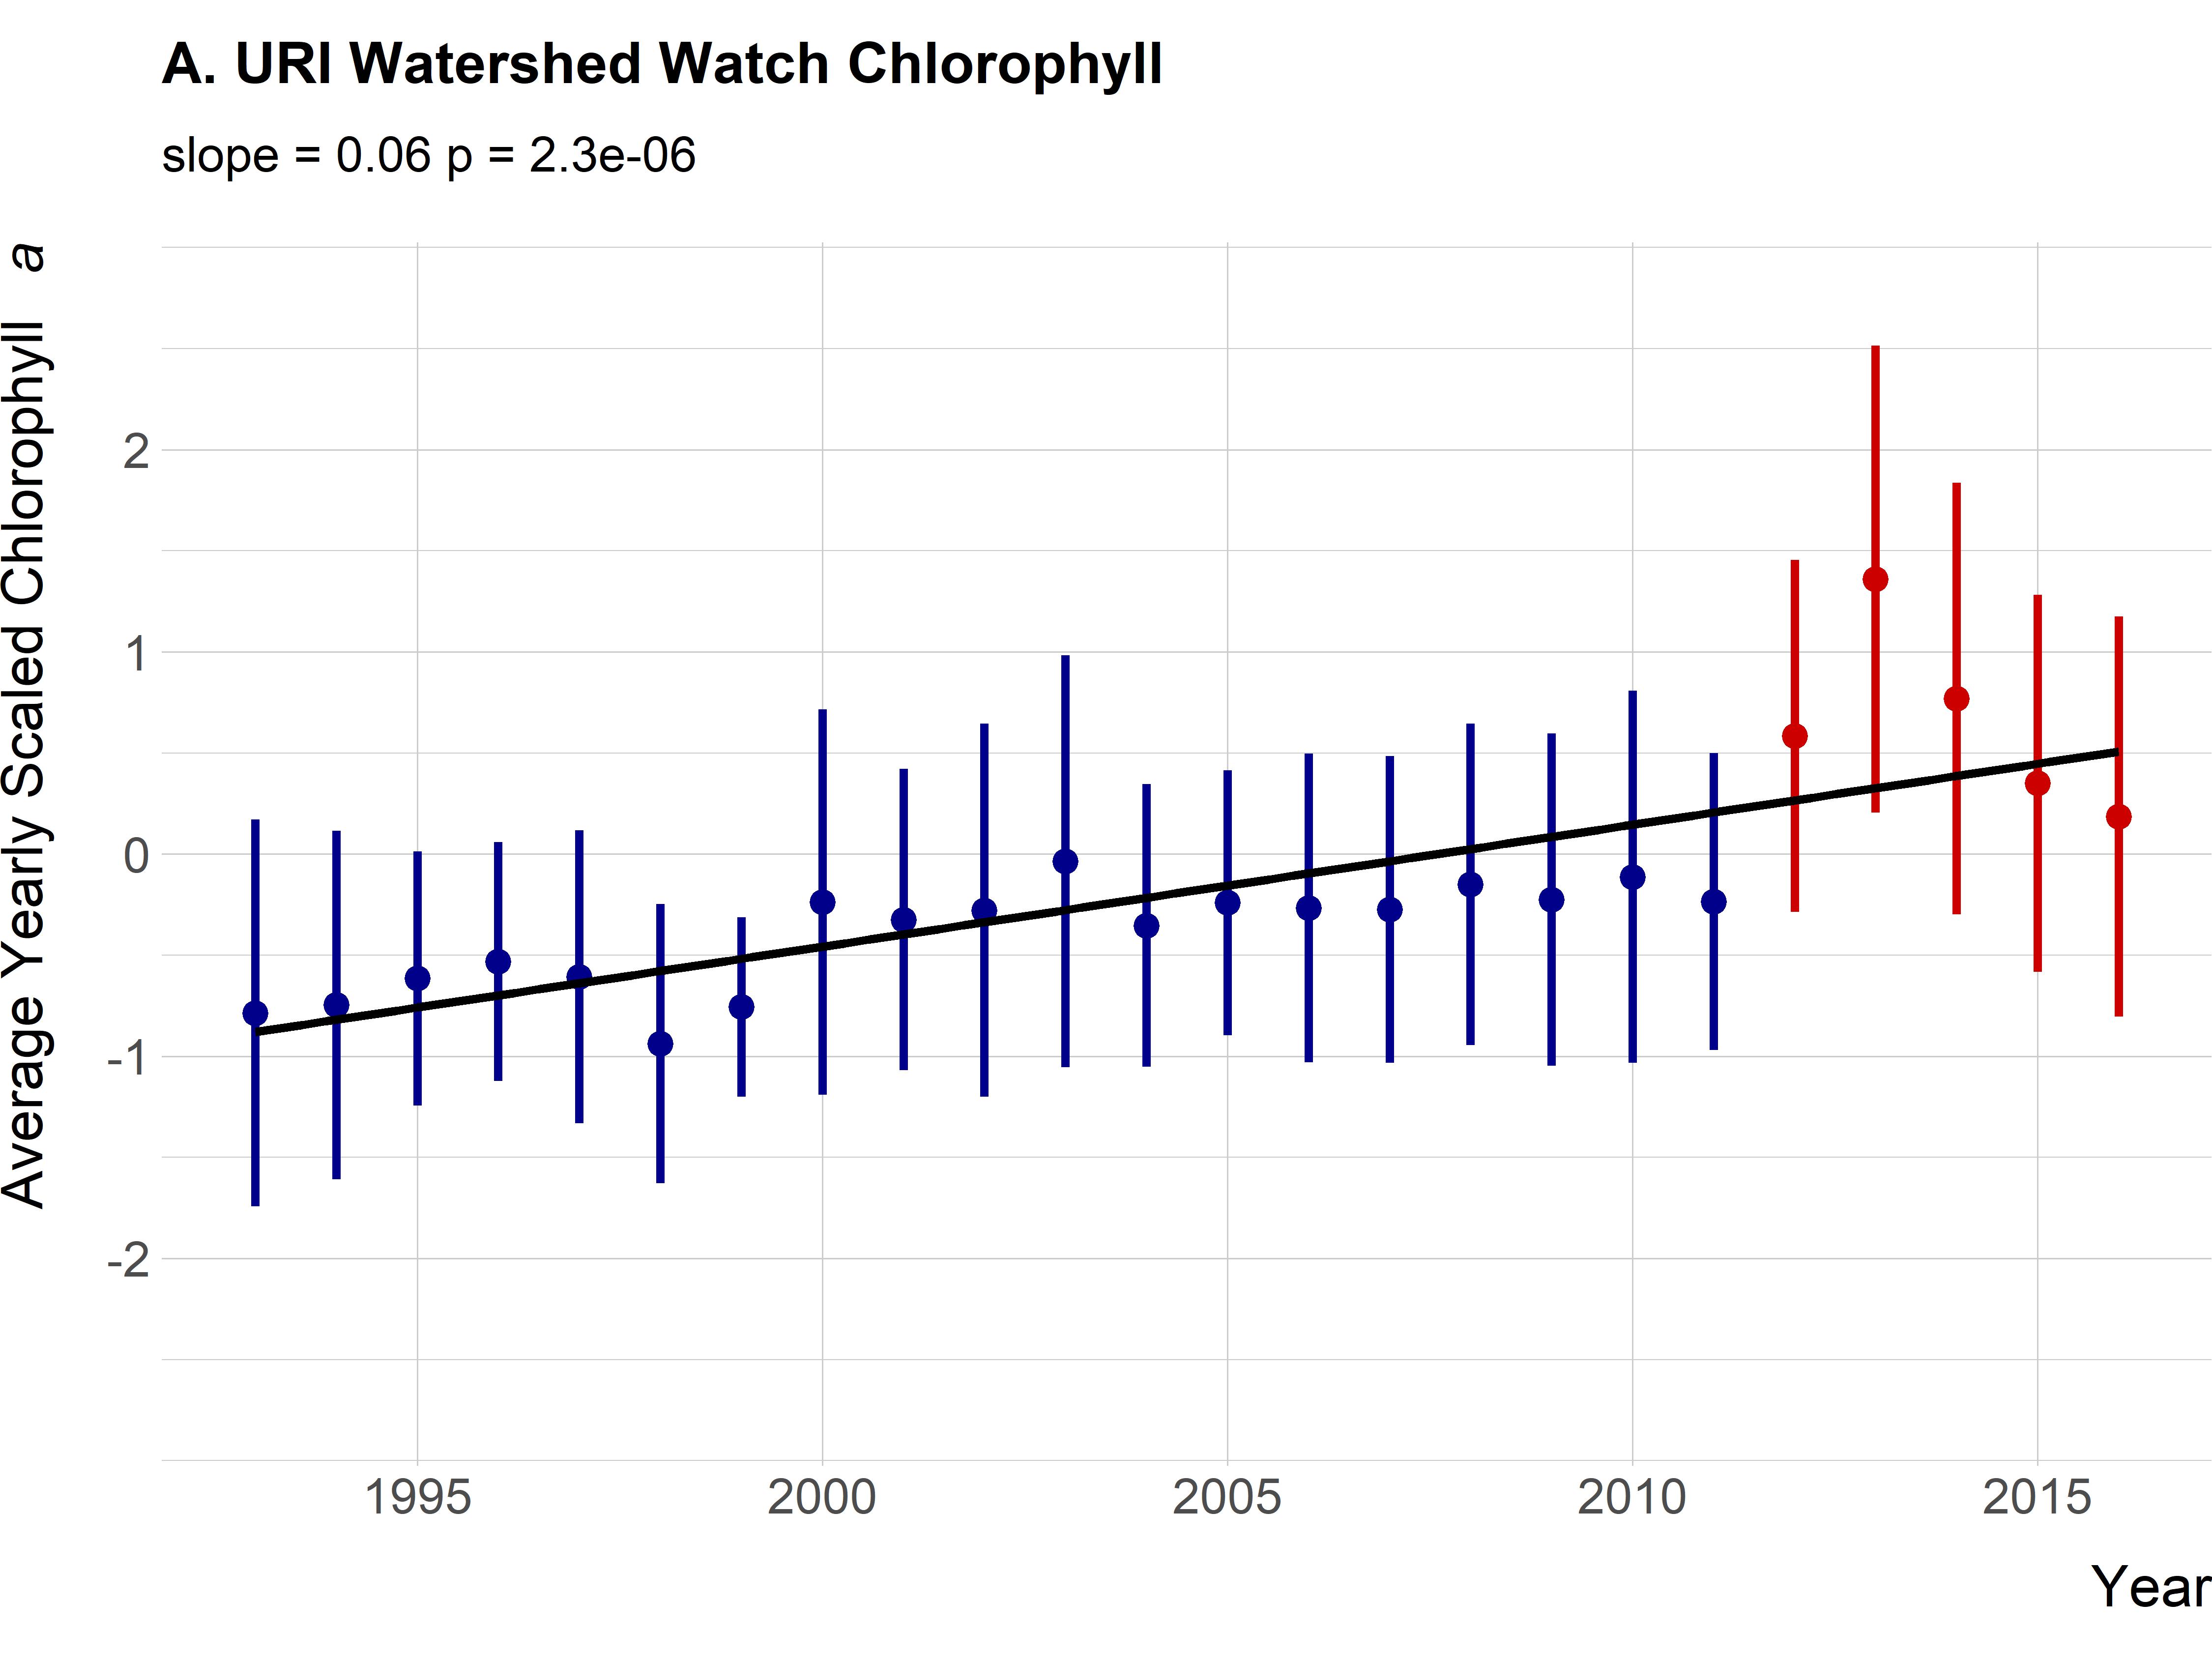 A. URI Watershed Watch Chlorophyll
slope = 0.06 p = 2.3e-06
Average Yearly Scaled Chlorophyll a
2
1
0
-1
-2
1995 2000 2005 2010 2015
Year